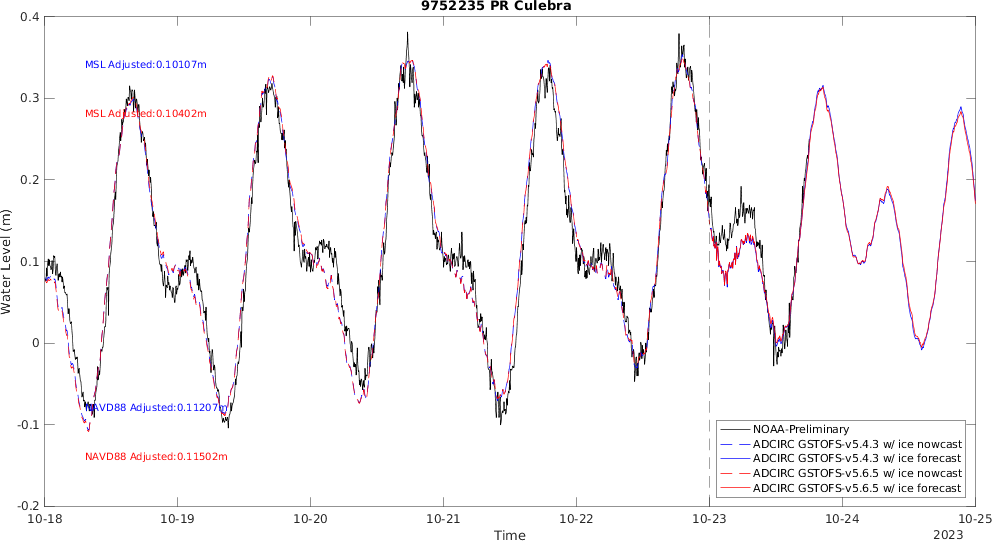 9752235 PR Culebra
0.4
0.3
0.2
0.1
0
-0.1
-0.2
Water Level (m)
MSL Adjusted:0.10107m
MSL Adjusted:0.10402m
NAVD88 Adjusted:0.11207m
NAVD88 Adjusted:0.11502m
NOAA-Preliminary
ADCIRC GSTOFS-v5.4.3 w/ ice nowcast
ADCIRC GSTOFS-v5.4.3 w/ ice forecast
ADCIRC GSTOFS-v5.6.5 w/ ice nowcast
ADCIRC GSTOFS-v5.6.5 w/ ice forecast
10-18 10-19 10-20 10-21 10-22 10-23 10-24 10-25
Time
2023